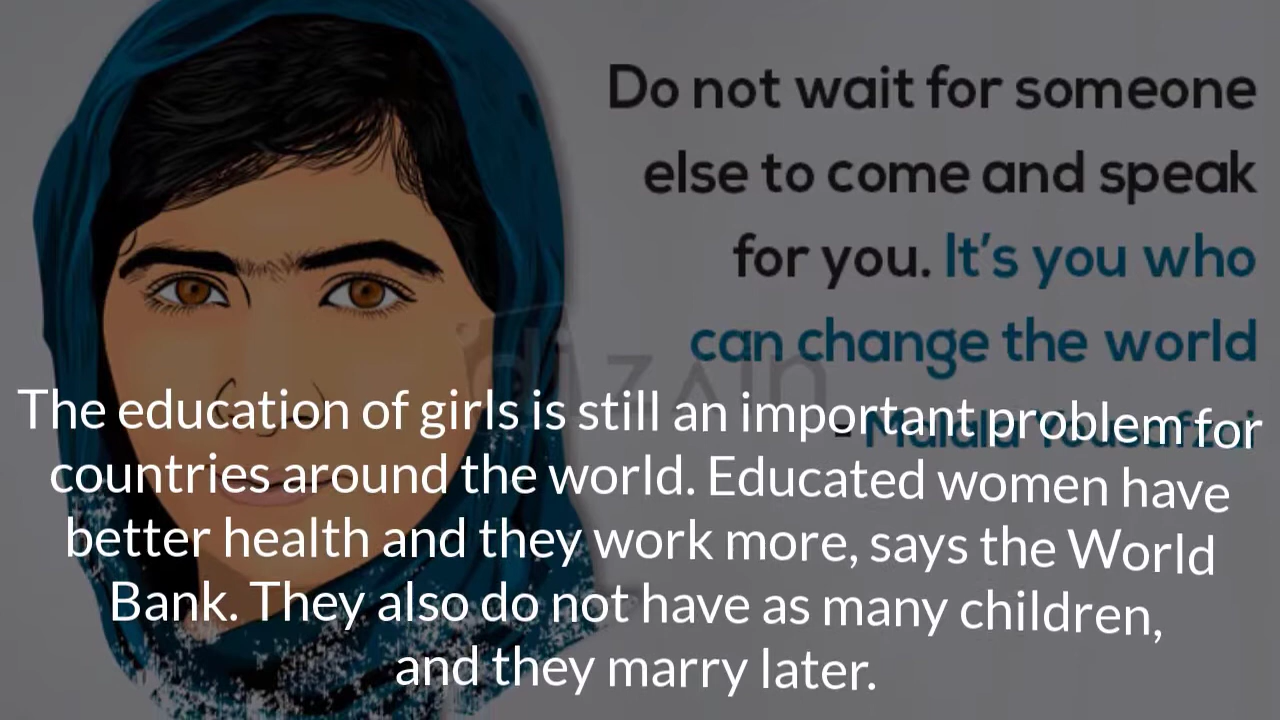 Do not wait for someone
else to come and speak
for you. It's you who
can change the world
dizain
- Malala
The education of girls is still an important problem for
countries around the world. Educated women have
better health and they work more, says the World
Bank. They also do not have as many children,
and they marry later.